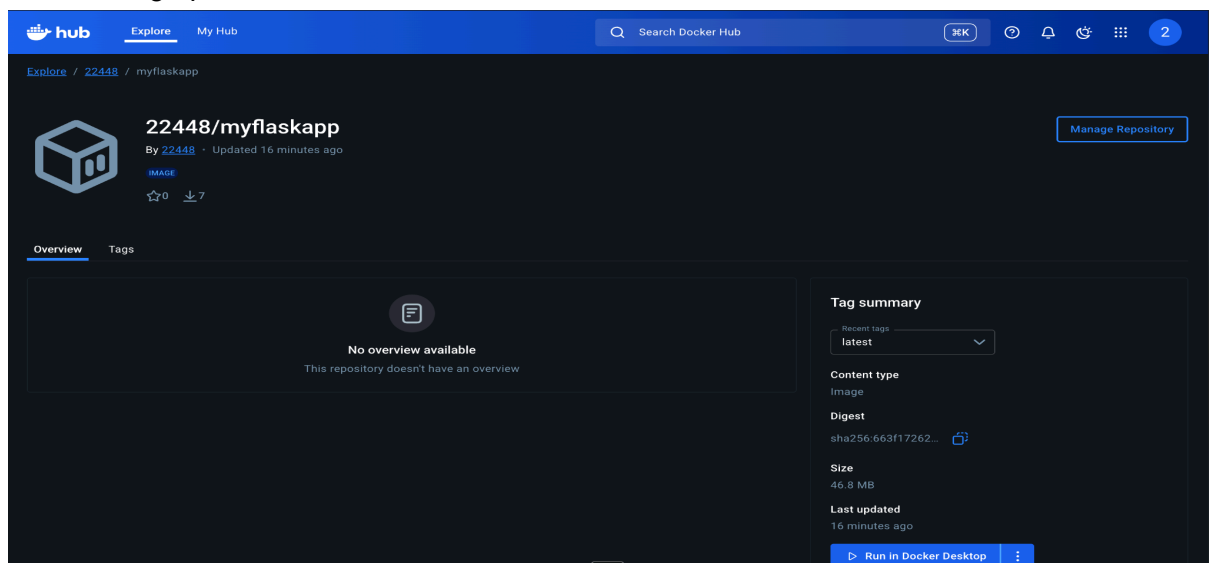 hub
Explore
My Hub
Search Docker Hub
⌘K
2
Explore / 22448 / myflaskapp
22448/myflaskapp
Manage Repository
By 22448 · Updated 16 minutes ago
IMAGE
0 7
Overview
Tags
No overview available
This repository doesn't have an overview
Tag summary
Recent tags
latest
Content type
Image
Digest
sha256:663f17262...
Size
46.8 MB
Last updated
16 minutes ago
Run in Docker Desktop